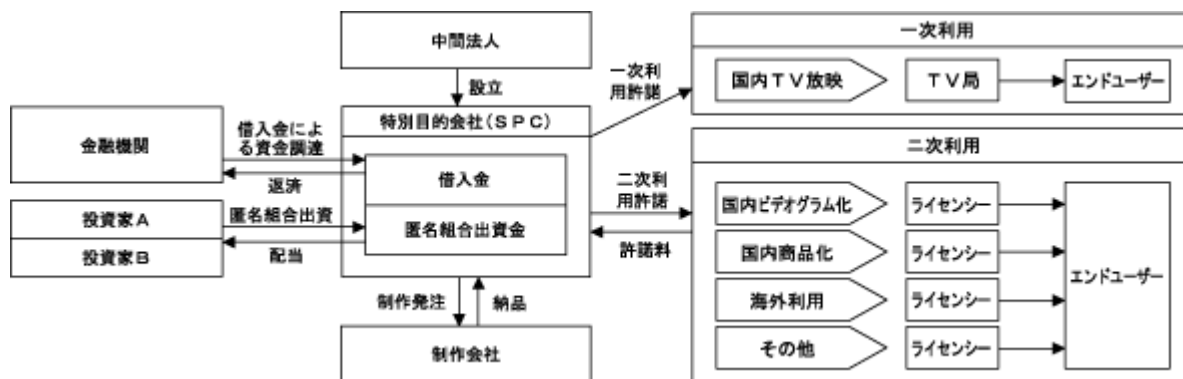 中間法人
設立
特別目的会社(ＳＰＣ)
借入金
匿名組合出資金
金融機関
借入金によ
る資金調達
返済
投資家Ａ
投資家Ｂ
匿名組合出資
配当
制作発注
納品
制作会社
一次利
用許諾
二次利
用許諾
許諾料
一次利用
国内ＴＶ放映
ＴＶ局
エンドユーザー
二次利用
国内ビデオグラム化
ライセンシー
国内商品化
ライセンシー
海外利用
ライセンシー
その他
ライセンシー
エンドユーザー